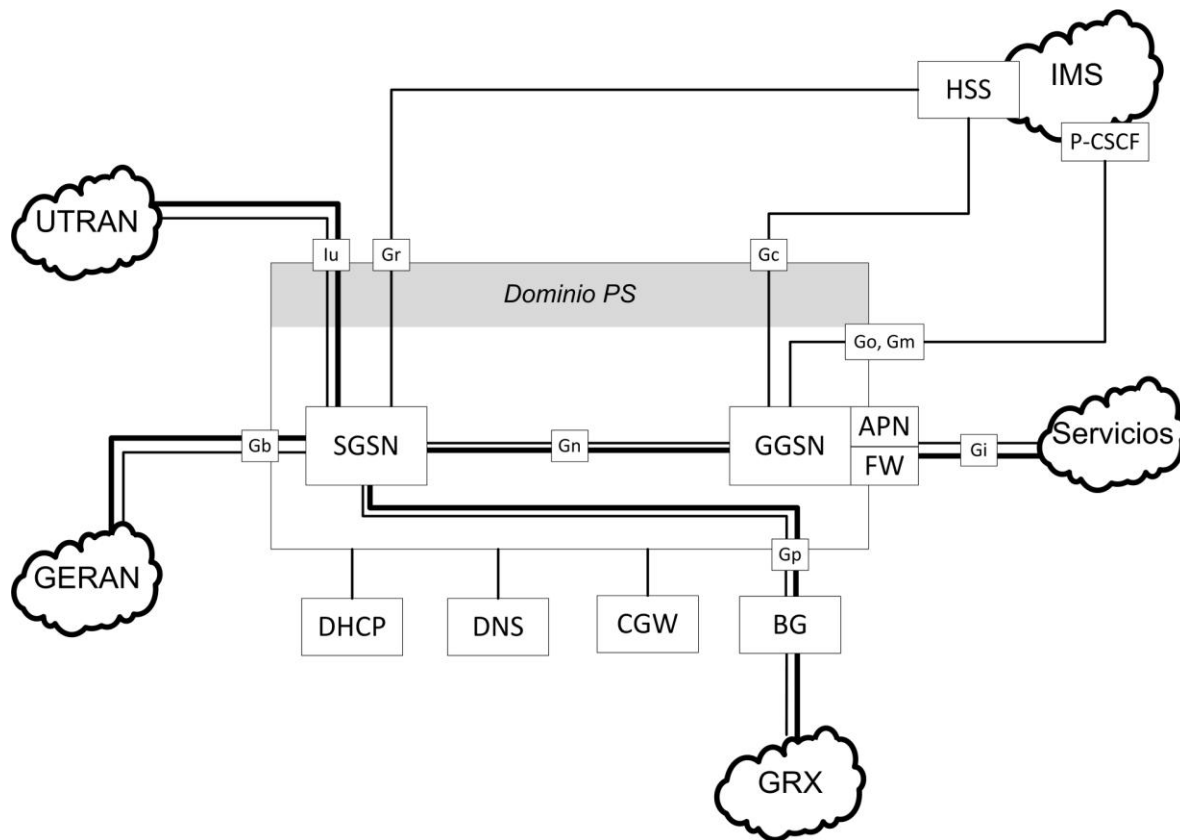 IMS
HSS
P-CSCF
UTRAN
Iu
Gr
Gc
Dominio PS
Go, Gm
Gb
SGSN
Gn
GGSN
APN
FW
Gi
Servicios
GERAN
Gp
DHCP
DNS
CGW
BG
GRX